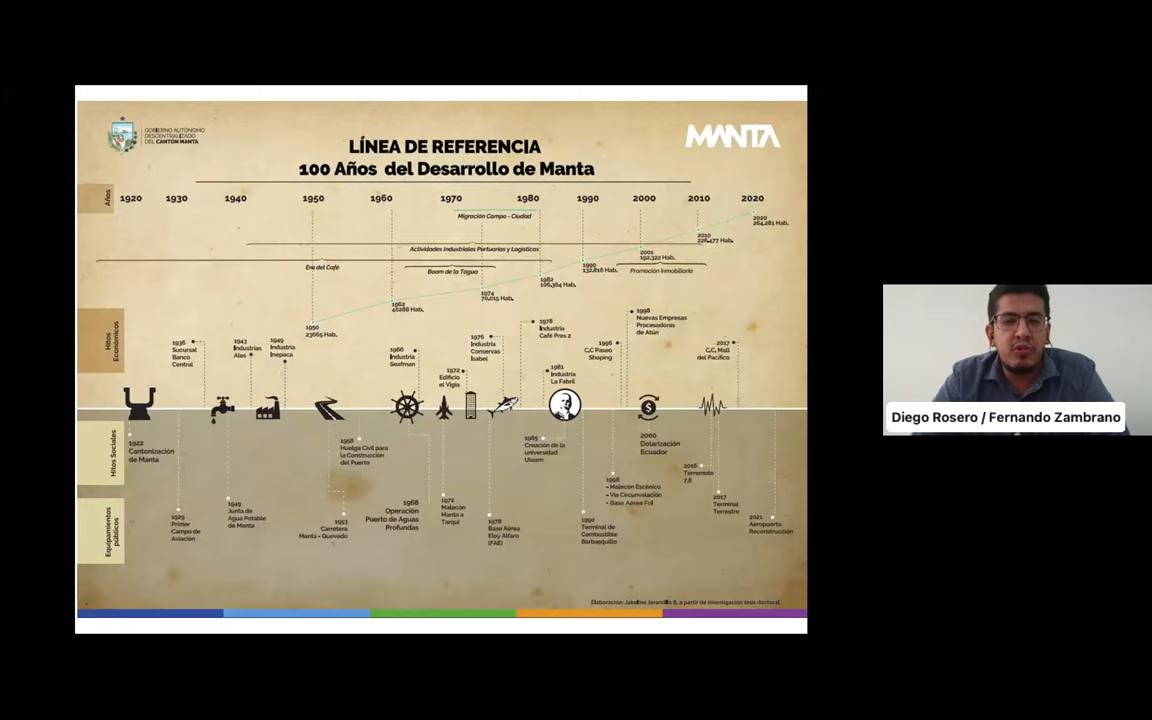 GOBIERNO AUTÓNOMO
DESCENTRALIZADO
DEL CANTÓN MANTA
MANTA
LÍNEA DE REFERENCIA
100 Años del Desarrollo de Manta
Años
1920 1930 1940 1950 1960 1970 1980 1990 2000 2010 2020
Migración Campo - Ciudad
2020
264,281 Hab.
2010
226,477 Hab.
Actividades Industriales Portuarias y Logísticas
2001
192,322 Hab.
Era del Café
Boom de la Tagua
1990
132,816 Hab.
Promoción Inmobiliaria
1982
106,364 Hab.
1974
70,015 Hab.
1962
40288 Hab.
1950
23665 Hab.
Hitos
Económicos
1936
Sucursal
Banco
Central
1943
Industrias
Ales
1949
Industria
Inepaca
1966
Industria
Seafman
1972
Edificio
el Vigía
1976
Industria
Conservas
Isabel
1978
Industria
Café Pres 2
1981
Industria
La Fabril
1996
C.C Paseo
Shoping
1998
Nuevas Empresas
Procesadoras
de Atún
2017
C.C. Mall
del Pacífico
Hitos Sociales
1922
Cantonización
de Manta
1958
Huelga Civil para
la Construcción
del Puerto
1985
Creación de la
universidad
Uleam
2000
Dolarización
Ecuador
2016
Terremoto
7,8
Equipamientos
públicos
1929
Primer
Campo de
Aviación
1949
Junta de
Agua Potable
de Manta
1953
Carretera
Manta - Quevedo
1968
Operación
Puerto de Aguas
Profundas
1972
Malecon
Manta a
Tarqui
1978
Base Aérea
Eloy Alfaro
(FAE)
1990
Terminal de
Combustible
Barbasquillo
1998
- Malecón Escénico
- Vía Circunvalación
- Base Aérea Fol
2017
Terminal
Terrestre
2021
Aeropuerto
Reconstrucción
Elaboración: Jakeline Jaramillo B, a partir de investigación tesis doctoral.
Diego Rosero / Fernando Zambrano